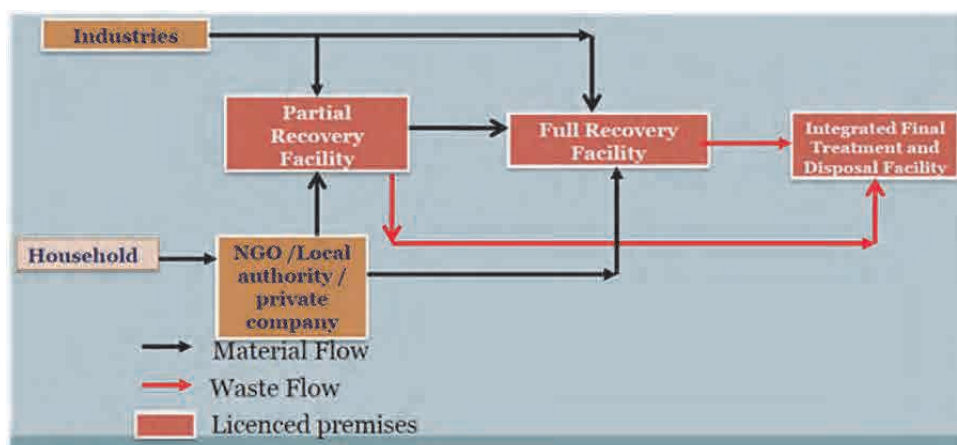 Industries
Partial
Recovery
Facility
Full Recovery
Facility
Integrated Final
Treatment and
Disposal Facility
Household
NGO /Local
authority /
private
company
Material Flow
Waste Flow
Licenced premises